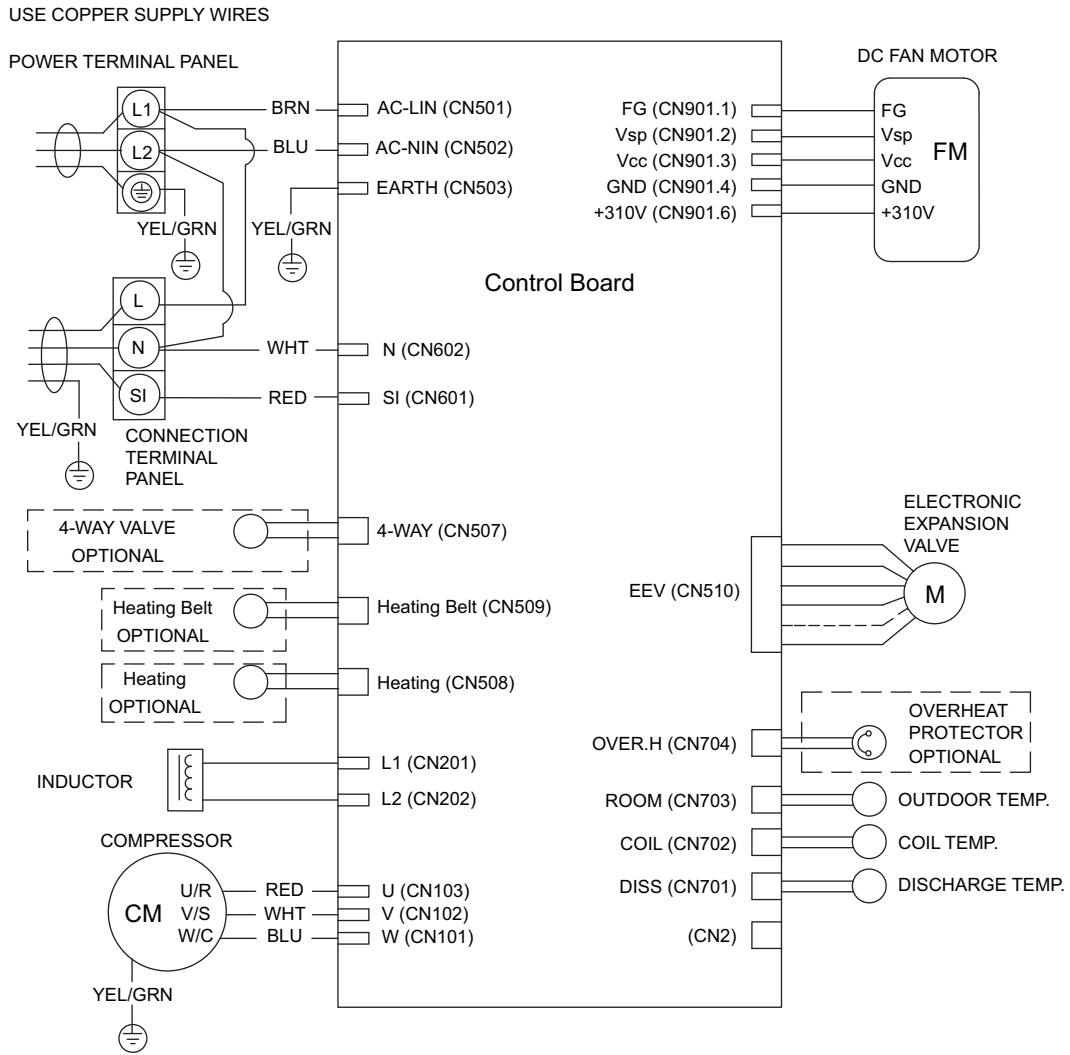 USE COPPER SUPPLY WIRES
POWER TERMINAL PANEL
L1
L2
BRN
BLU
YEL/GRN
YEL/GRN
AC-LIN (CN501)
AC-NIN (CN502)
EARTH (CN503)
L
N
SI
WHT
RED
N (CN602)
SI (CN601)
YEL/GRN
CONNECTION
TERMINAL
PANEL
4-WAY VALVE
OPTIONAL
4-WAY (CN507)
Heating Belt
OPTIONAL
Heating Belt (CN509)
Heating
OPTIONAL
Heating (CN508)
INDUCTOR
L1 (CN201)
L2 (CN202)
COMPRESSOR
CM
U/R
V/S
W/C
RED
WHT
BLU
U (CN103)
V (CN102)
W (CN101)
YEL/GRN
Control Board
DC FAN MOTOR
FG (CN901.1)
Vsp (CN901.2)
Vcc (CN901.3)
GND (CN901.4)
+310V (CN901.6)
FG
Vsp
Vcc
GND
+310V
FM
ELECTRONIC
EXPANSION
VALVE
EEV (CN510)
M
OVER.H (CN704)
OVERHEAT
PROTECTOR
OPTIONAL
ROOM (CN703)
OUTDOOR TEMP.
COIL (CN702)
COIL TEMP.
DISS (CN701)
DISCHARGE TEMP.
(CN2)